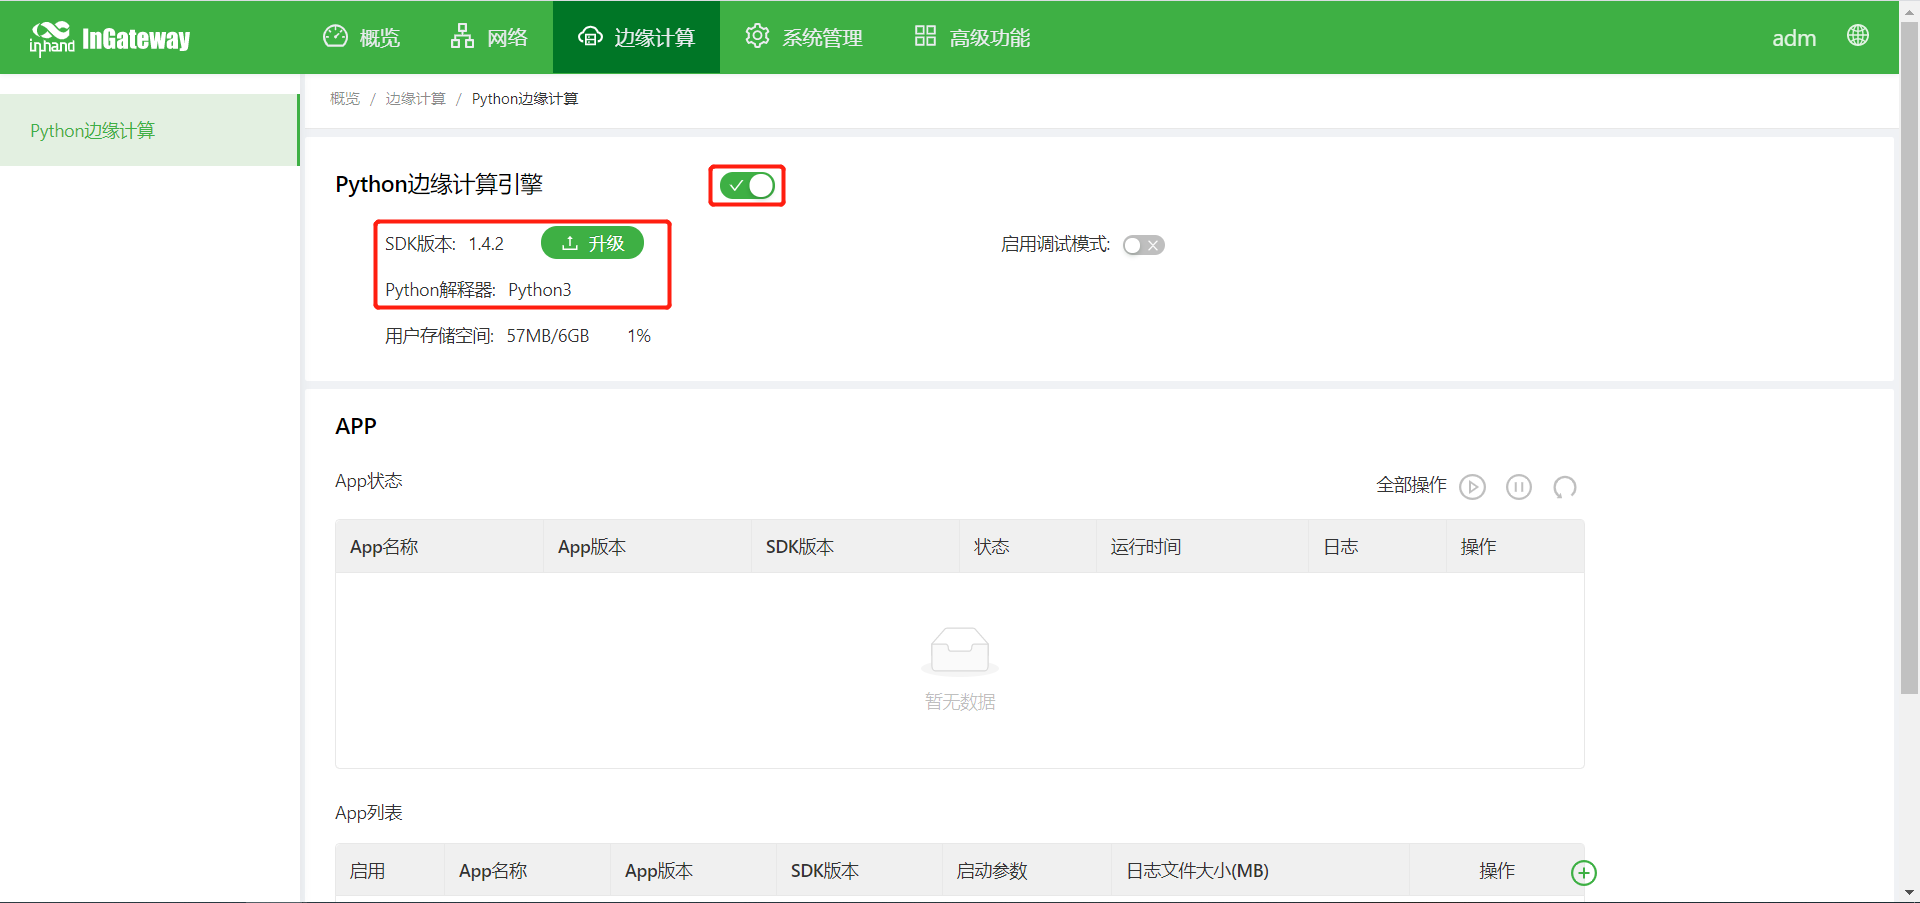 inhand InGateway
概览 网络 边缘计算 系统管理 高级功能 adm
概览 / 边缘计算 / Python边缘计算
Python边缘计算
Python边缘计算引擎
SDK版本: 1.4.2 升级
启用调试模式:
Python解释器: Python3
用户存储空间: 57MB/6GB 1%
APP
App状态
全部操作
App名称 App版本 SDK版本 状态 运行时间 日志 操作
暂无数据
App列表
启用 App名称 App版本 SDK版本 启动参数 日志文件大小(MB) 操作